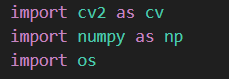 import cv2 as cv
import numpy as np
import os